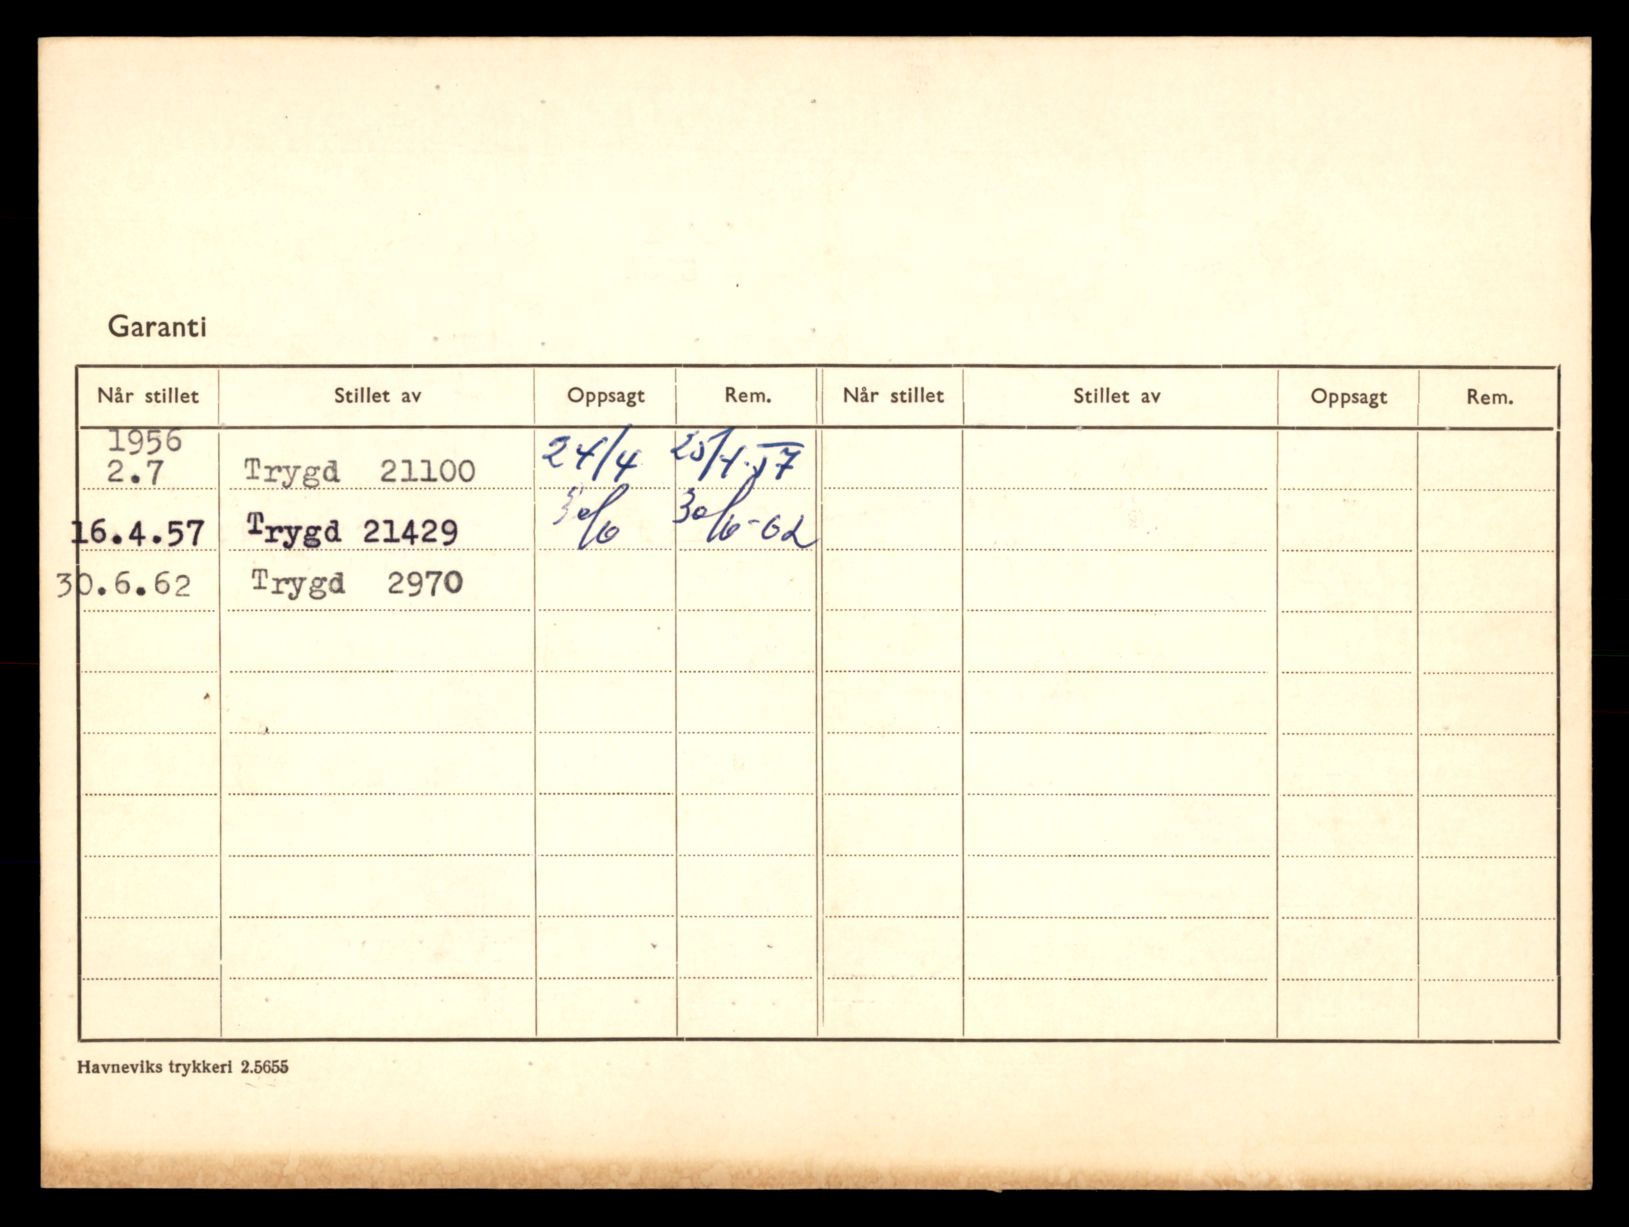 Garanti
Når stillet Stillet av Oppsagt Rem. Når stillet Stillet av Oppsagt Rem.
1956
2.7 Trygd 21100 24/4 25/4.57
16.4.57 Trygd 21429 30/6 30/6-62
30.6.62 Trygd 2970
Havneviks trykkeri 2.5655